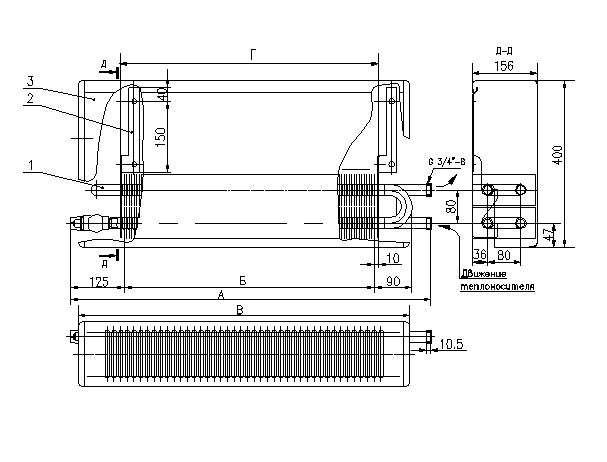 Г
Д
Д-Д
156
3
2
40
150
1
G 3/4"-В
400
80
47
36
80
10
Д
125
Б
90
А
Движение
теплоносителя
В
10.5